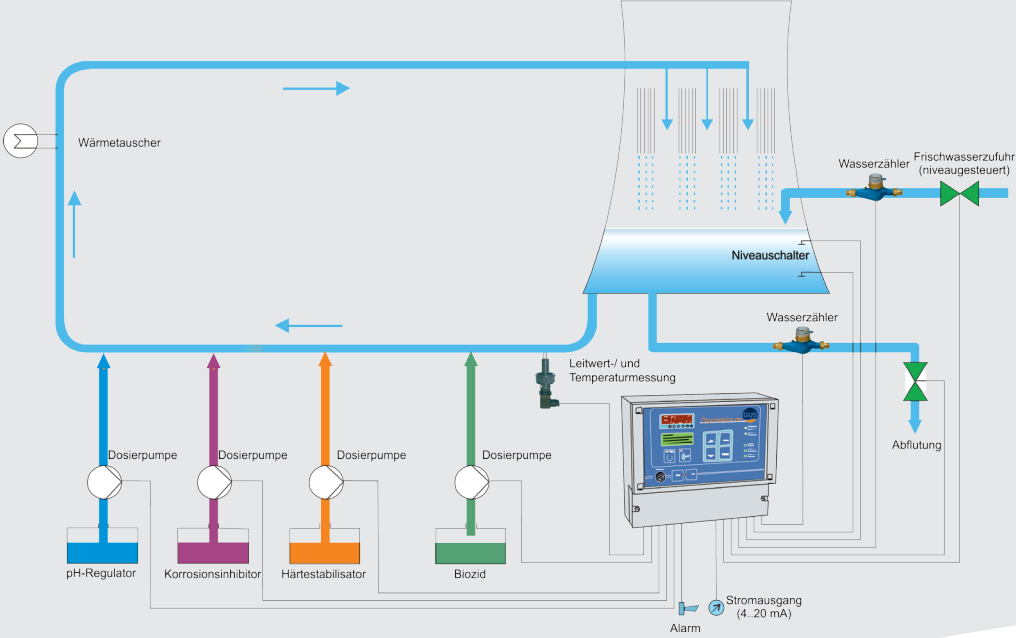 Wärmetauscher
Wasserzähler
Frischwasserzufuhr
(niveaugesteuert)
Niveauschalter
Wasserzähler
Leitwert-/ und
Temperaturmessung
GUS
Abflutung
Dosierpumpe
Dosierpumpe
Dosierpumpe
Dosierpumpe
pH-Regulator
Korrosionsinhibitor
Härtestabilisator
Biozid
Stromausgang
(4..20 mA)
Alarm